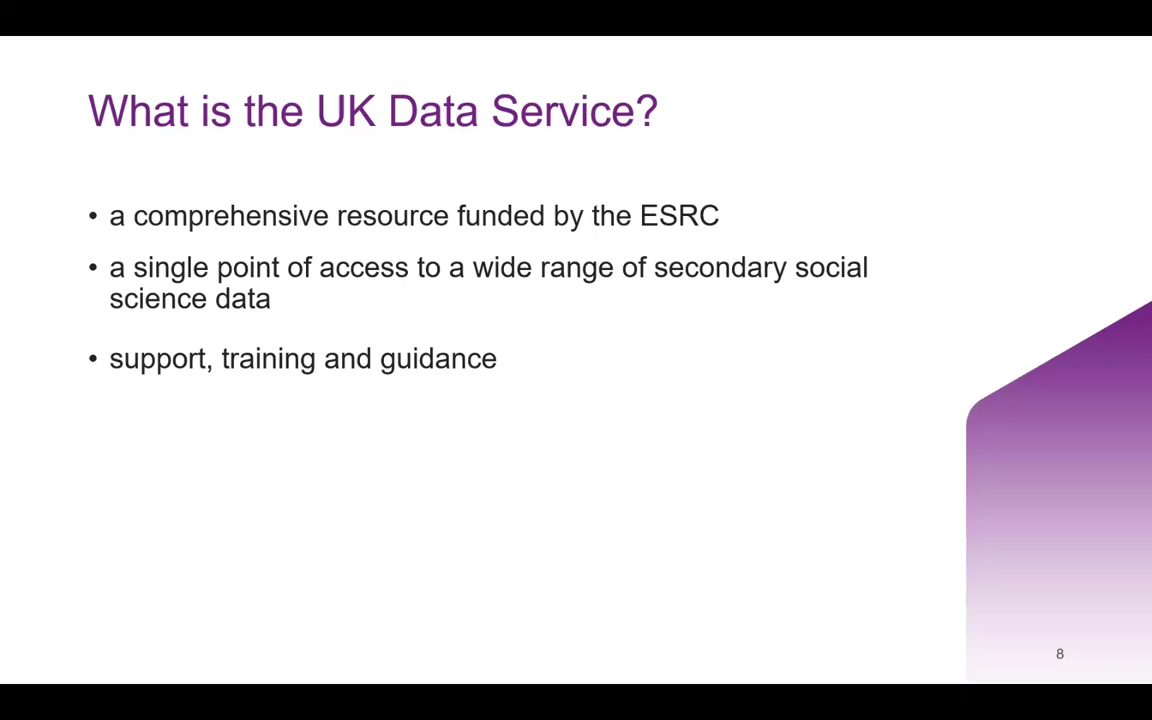 What is the UK Data Service?
• a comprehensive resource funded by the ESRC
• a single point of access to a wide range of secondary social
science data
• support, training and guidance
8